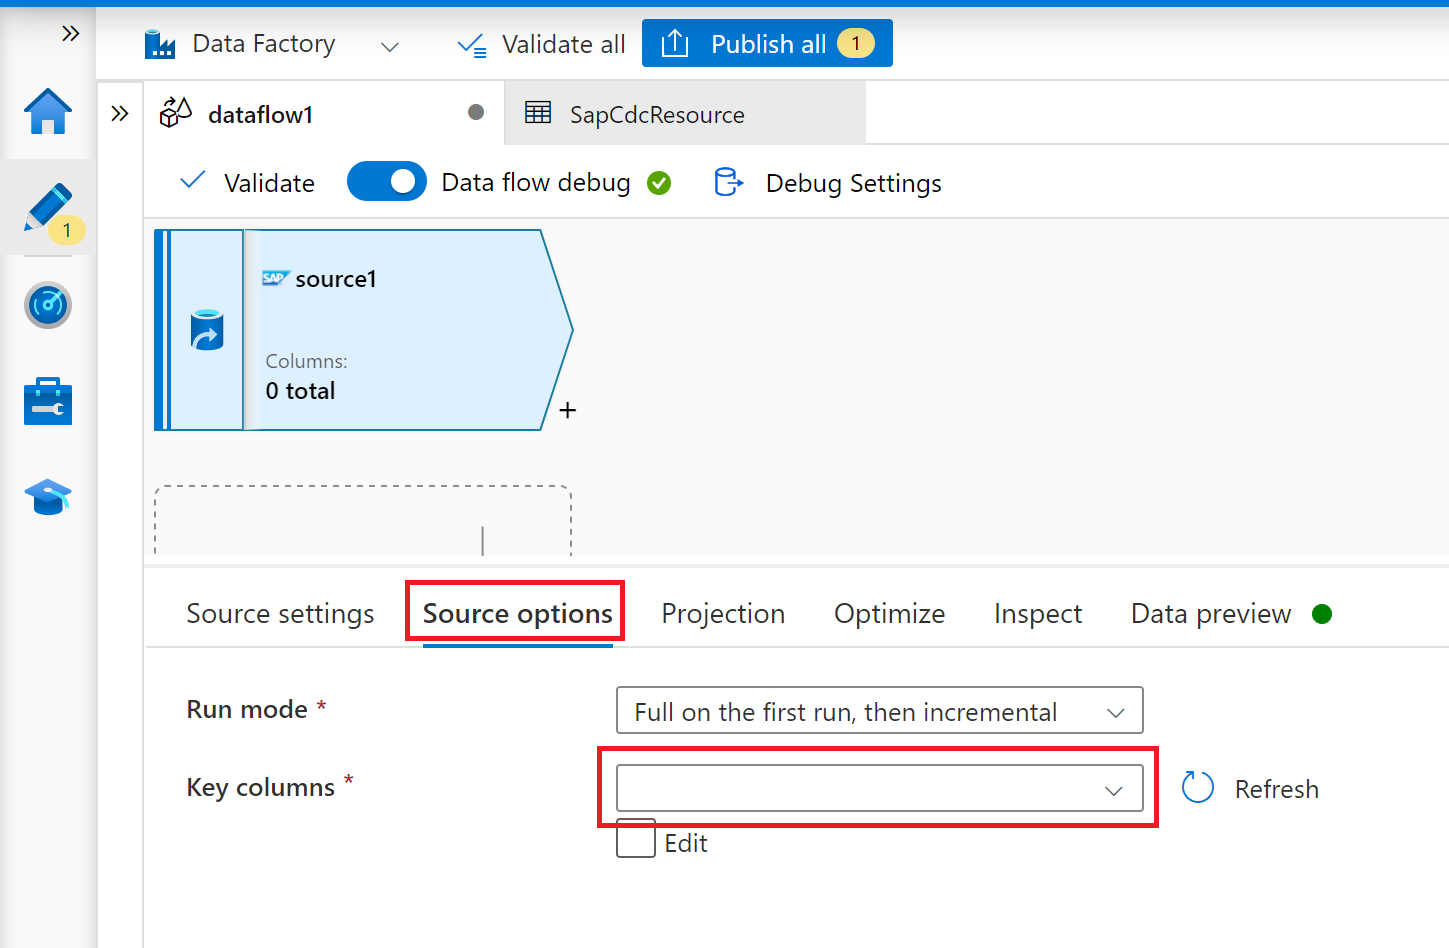 Data Factory
Validate all
Publish all 1
dataflow1
SapCdcResource
Validate
Data flow debug
Debug Settings
1
SAP source1
Columns:
0 total
+
Source settings
Source options
Projection
Optimize
Inspect
Data preview
Run mode *
Full on the first run, then incremental
Key columns *
Refresh
Edit